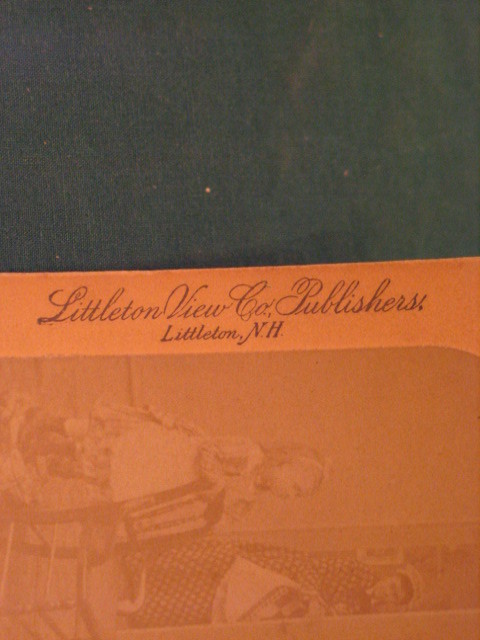 Littleton View Co., Publishers,
Littleton, N.H.